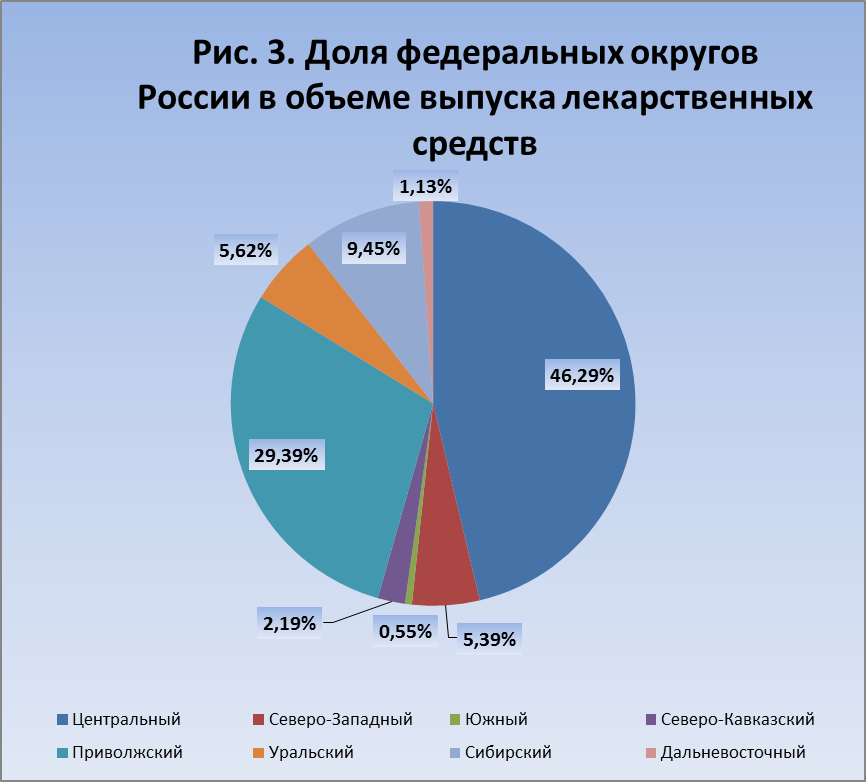 Рис. 3. Доля федеральных округов
России в объеме выпуска лекарственных
средств
1,13%
5,62%
9,45%
46,29%
29,39%
2,19%
0,55%
5,39%
Центральный
Северо-Западный
Южный
Северо-Кавказский
Приволжский
Уральский
Сибирский
Дальневосточный